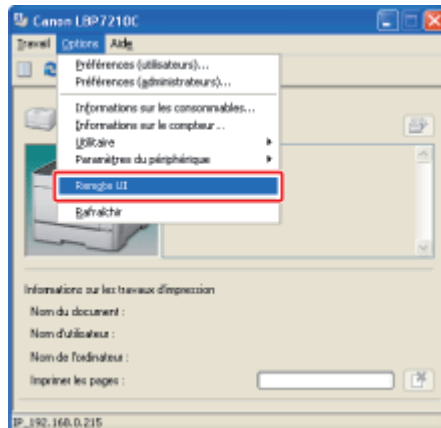 Canon LBP7210C
Travail Options Aide
Préférences (utilisateurs)...
Préférences (administrateurs)...
Informations sur les consommables...
Informations sur le compteur...
Utilitaire
Paramètres du périphérique
Remote UI
Rafraîchir
Informations sur les travaux d'impression
Nom du document :
Nom d'utilisateur :
Nom de l'ordinateur :
Imprimer les pages :
IP_192.168.0.215